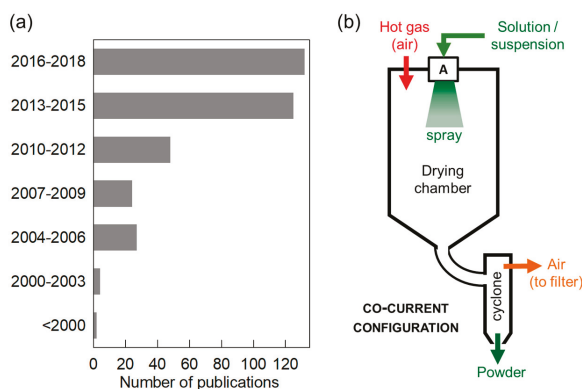 (a)
2016-2018
2013-2015
2010-2012
2007-2009
2004-2006
2000-2003
<2000
0 20 40 60 80 100 120
Number of publications
(b)
Hot gas
(air)
Solution /
suspension
A
spray
Drying
chamber
cyclone
Air
(to filter)
CO-CURRENT
CONFIGURATION
Powder